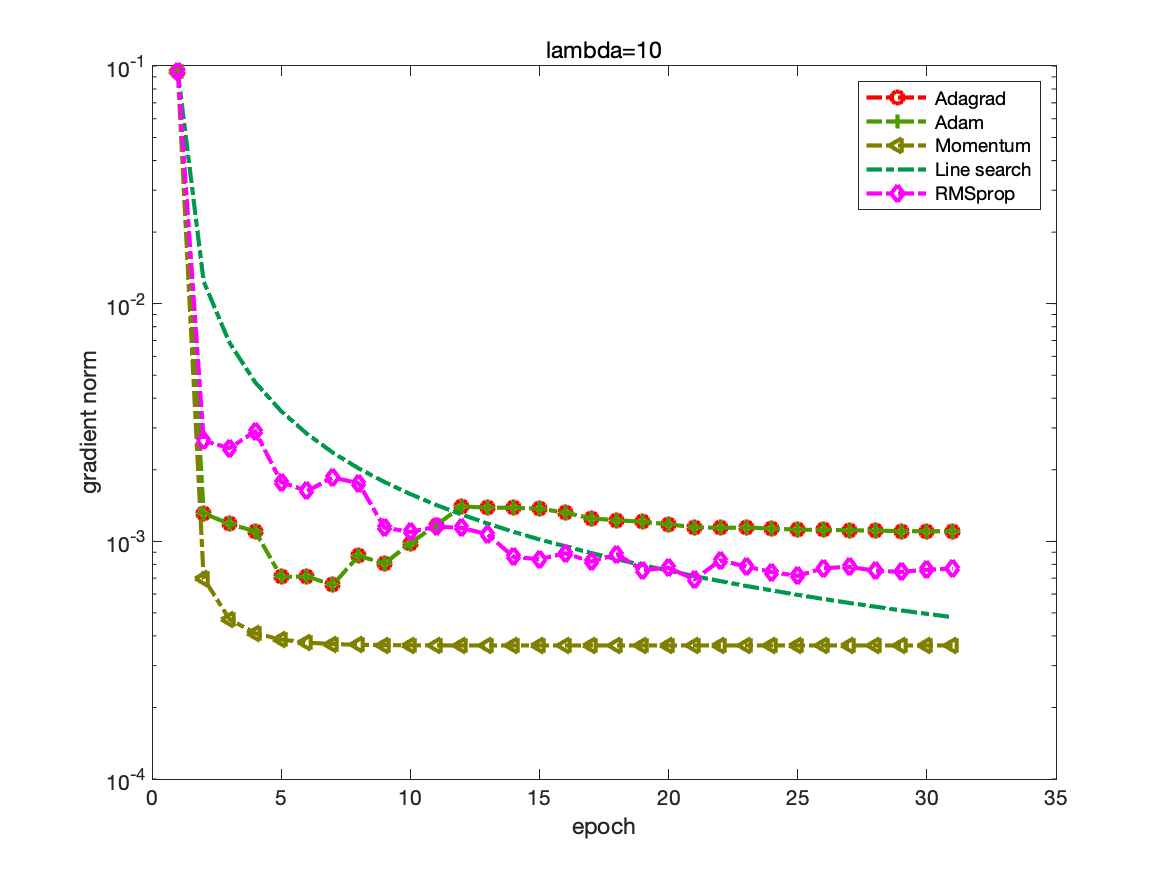 lambda=10
10-1
10-2
10-3
10-4
gradient norm
Adagrad
Adam
Momentum
Line search
RMSprop
0 5 10 15 20 25 30 35
epoch